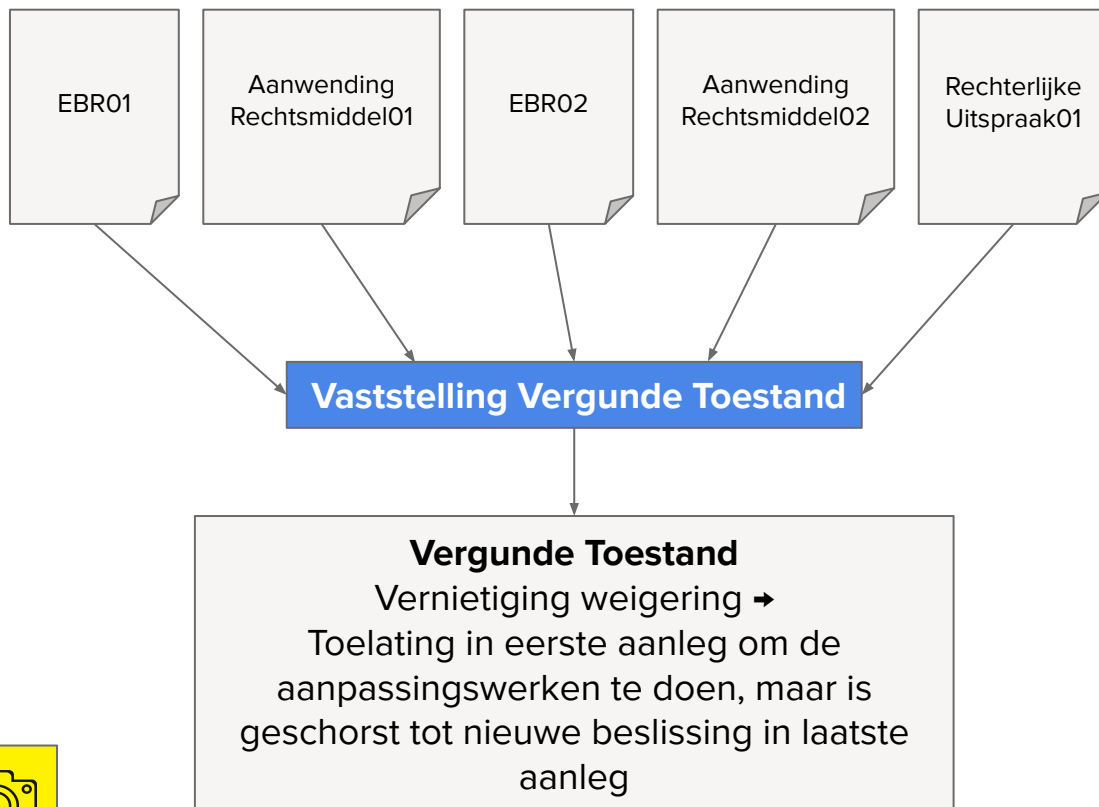 EBR01
Aanwending
Rechtsmiddel01
EBR02
Aanwending
Rechtsmiddel02
Rechterlijke
Uitspraak01
Vaststelling Vergunde Toestand
Vergunde Toestand
Vernietiging weigering →
Toelating in eerste aanleg om de
aanpassingswerken te doen, maar is
geschorst tot nieuwe beslissing in laatste
aanleg